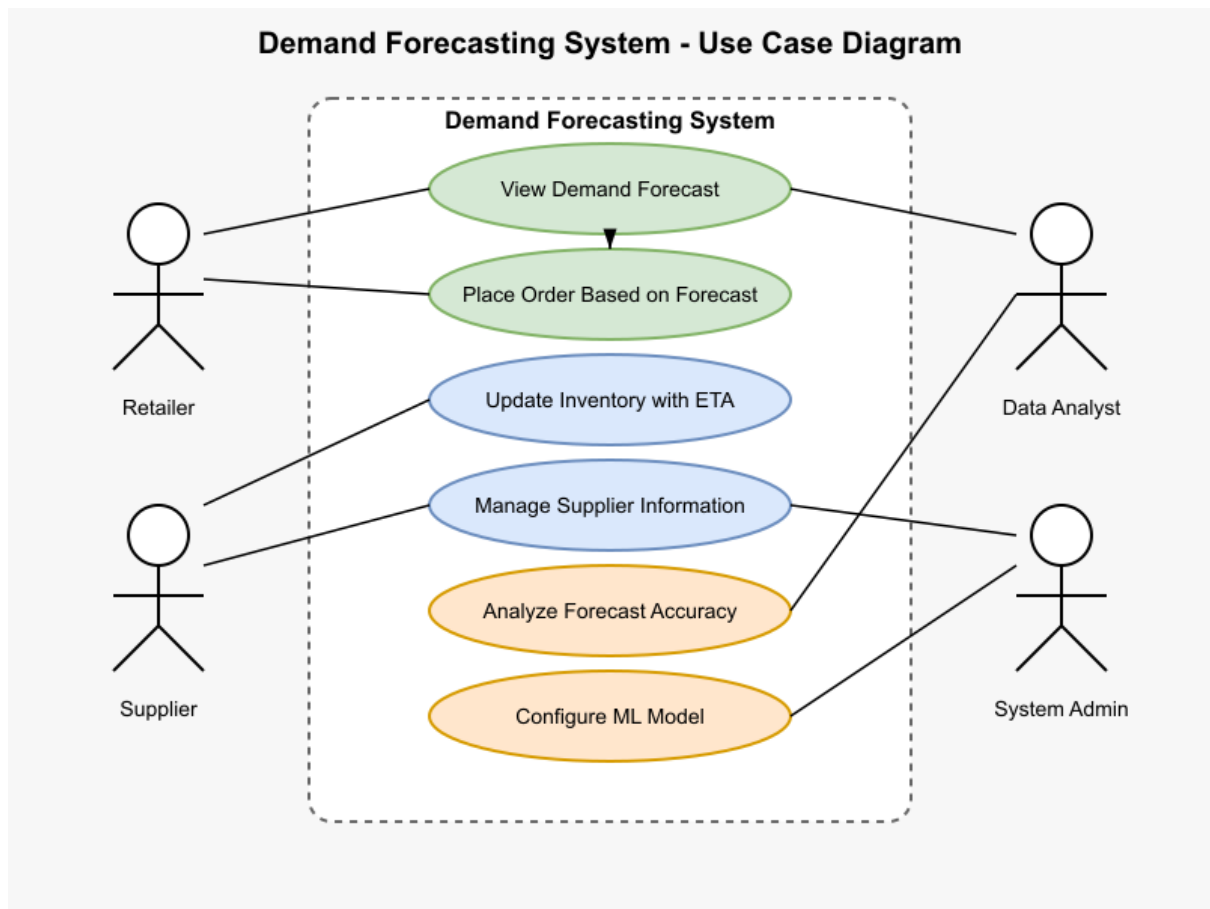 Demand Forecasting System - Use Case Diagram
Demand Forecasting System
View Demand Forecast
Place Order Based on Forecast
Retailer
Update Inventory with ETA
Data Analyst
Manage Supplier Information
Analyze Forecast Accuracy
Supplier
Configure ML Model
System Admin